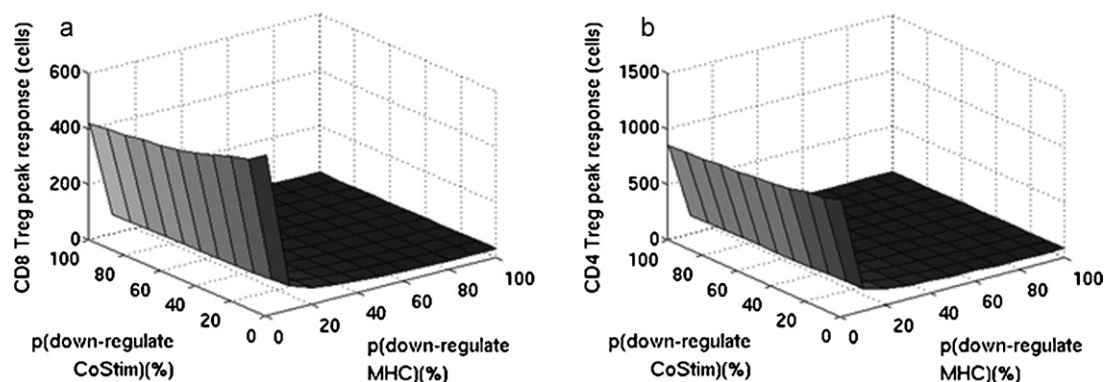 a
CD8 Treg peak response (cells)
600
400
200
0
100
80
60
40
20
0
0
20
40
60
80
100
p(down-regulate
CoStim)(%)
p(down-regulate
MHC)(%)
b
CD4 Treg peak response (cells)
1500
1000
500
0
100
80
60
40
20
0
0
20
40
60
80
100
p(down-regulate
CoStim)(%)
p(down-regulate
MHC)(%)